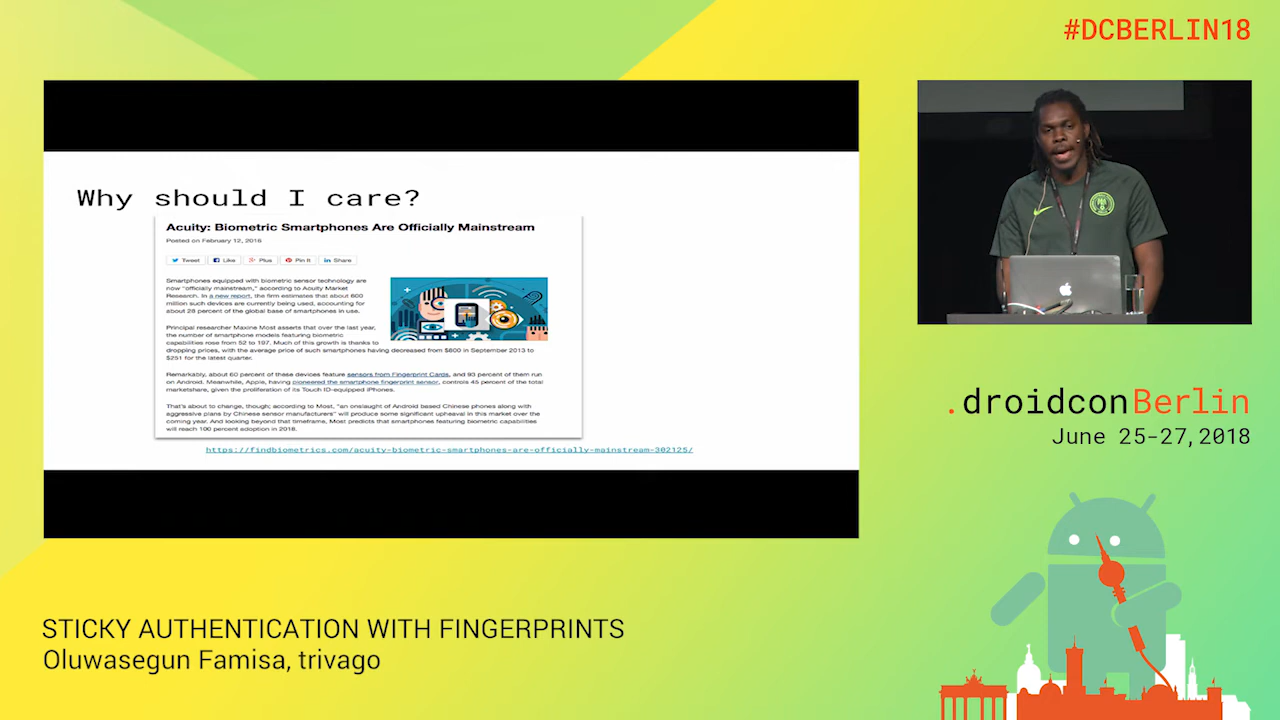 #DCBERLIN18
Why should I care?
Acuity: Biometric Smartphones Are Officially Mainstream
Posted on February 12, 2016
Tweet Like Plus Pin It Share
Smartphones equipped with biometric sensor technology are
now "officially mainstream," according to Acuity Market
Research. In a new report, the firm estimates that about 600
million such devices are currently being used, accounting for
about 28 percent of the global base of smartphones in use.
Principal researcher Maxine Most asserts that over the last year,
the number of smartphone models featuring biometric
capabilities rose from 52 to 197. Much of this growth is thanks to
dropping prices, with the average price of such smartphones having decreased from $600 in September 2013 to
$251 for the latest quarter.
Remarkably, about 60 percent of these devices feature sensors from Fingerprint Cards, and 93 percent of them run
on Android. Meanwhile, Apple, having pioneered the smartphone fingerprint sensor, controls 45 percent of the total
marketshare, given the proliferation of its Touch ID-equipped iPhones.
That's about to change, though; according to Most, "an onslaught of Android based Chinese phones along with
aggressive plans by Chinese sensor manufacturers" will produce some significant upheaval in this market over the
coming year. And looking beyond that timeframe, Most predicts that smartphones featuring biometric capabilities
will reach 100 percent adoption in 2018.
https://findbiometrics.com/acuity-biometric-smartphones-are-officially-mainstream-302125/
.droidconBerlin
June 25-27,2018
STICKY AUTHENTICATION WITH FINGERPRINTS
Oluwasegun Famisa, trivago